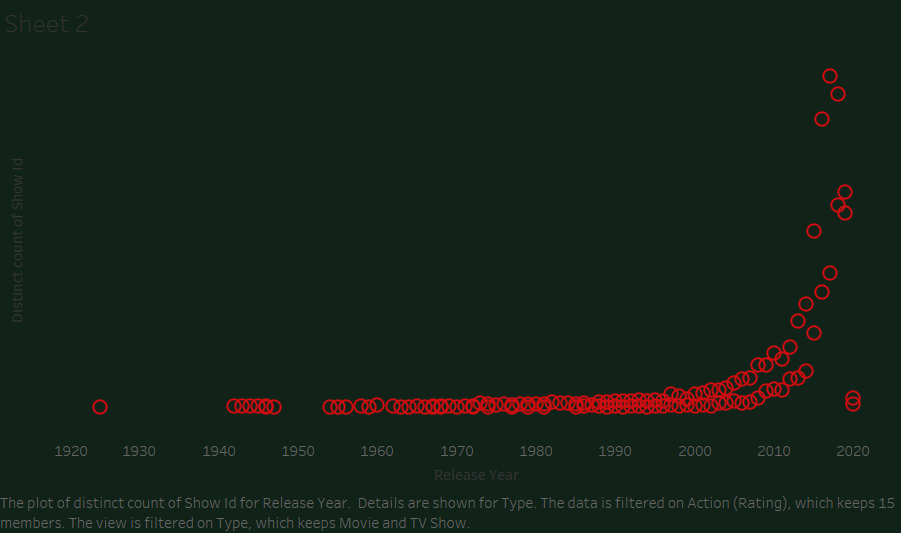 Sheet 2
Distinct count of Show Id
1920 1930 1940 1950 1960 1970 1980 1990 2000 2010 2020
Release Year
The plot of distinct count of Show Id for Release Year. Details are shown for Type. The data is filtered on Action (Rating), which keeps 15
members. The view is filtered on Type, which keeps Movie and TV Show.